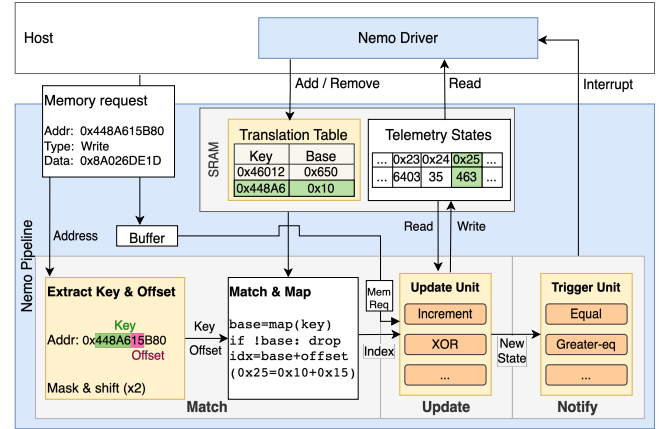 Host
Nemo Driver
Memory request
Addr: 0x448A615B80
Type: Write
Data: 0x8A026DE1D
Add / Remove
Read
Interrupt
SRAM
Translation Table
Key Base
0x46012 0x650
0x448A6 0x10
Telemetry States
... 0x23 0x24 0x25 ...
... 6403 35 463 ...
Nemo Pipeline
Address
Buffer
Read
Write
Extract Key & Offset
Key
Addr: 0x448A615B80
Offset
Mask & shift (x2)
Key
Offset
Match & Map
base=map(key)
if !base: drop
idx=base+offset
(0x25=0x10+0x15)
Mem
Req
Index
Update Unit
Increment
XOR
...
New
State
Trigger Unit
Equal
Greater-eq
...
Match
Update
Notify